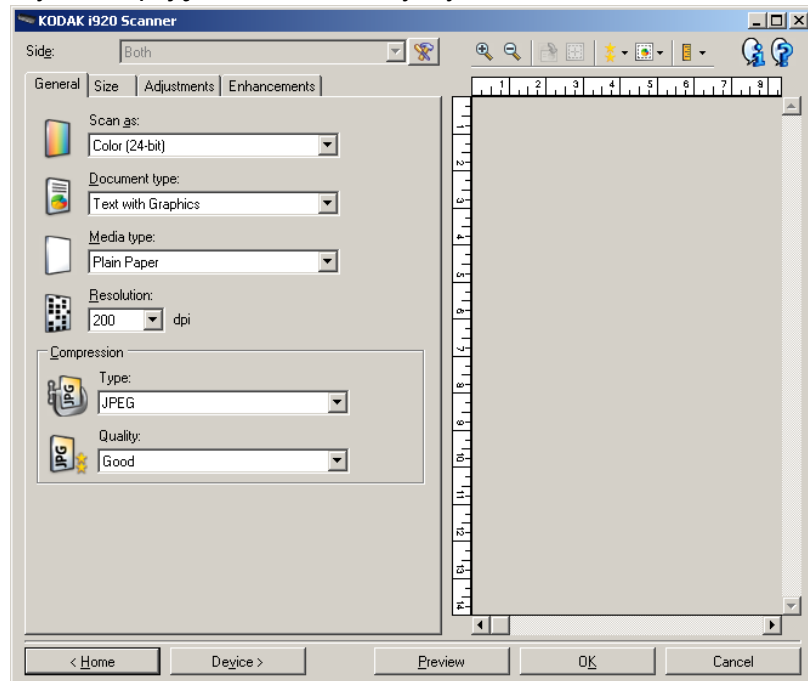 KODAK i920 Scanner
Side: Both
General Size Adjustments Enhancements
Scan as:
Color (24-bit)
Document type:
Text with Graphics
Media type:
Plain Paper
Resolution:
200 dpi
Compression
Type:
JPG
JPEG
Quality:
JPG
Good
1 2 3 4 5 6 7 8
1
2
3
4
5
6
7
8
9
10
11
12
13
14
< Home Device > Preview OK Cancel